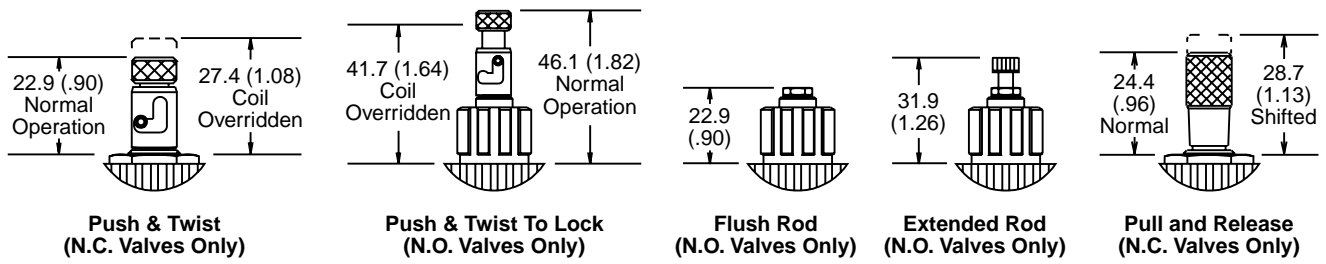 22.9 (.90)
Normal
Operation
27.4 (1.08)
Coil
Overridden
Push & Twist
(N.C. Valves Only)
41.7 (1.64)
Coil
Overridden
46.1 (1.82)
Normal
Operation
Push & Twist To Lock
(N.O. Valves Only)
22.9
(.90)
Flush Rod
(N.O. Valves Only)
31.9
(1.26)
Extended Rod
(N.O. Valves Only)
24.4
(.96)
Normal
28.7
(1.13)
Shifted
Pull and Release
(N.C. Valves Only)